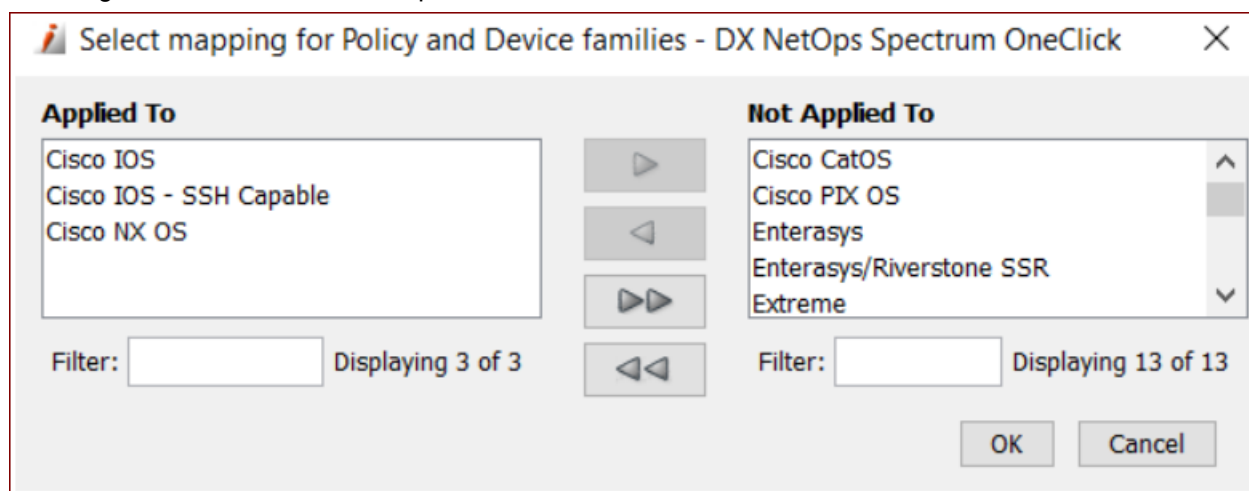 Select mapping for Policy and Device families - DX NetOps Spectrum OneClick
Applied To
Cisco IOS
Cisco IOS - SSH Capable
Cisco NX OS
Filter:
Displaying 3 of 3
Not Applied To
Cisco CatOS
Cisco PIX OS
Enterasys
Enterasys/Riverstone SSR
Extreme
Filter:
Displaying 13 of 13
OK
Cancel